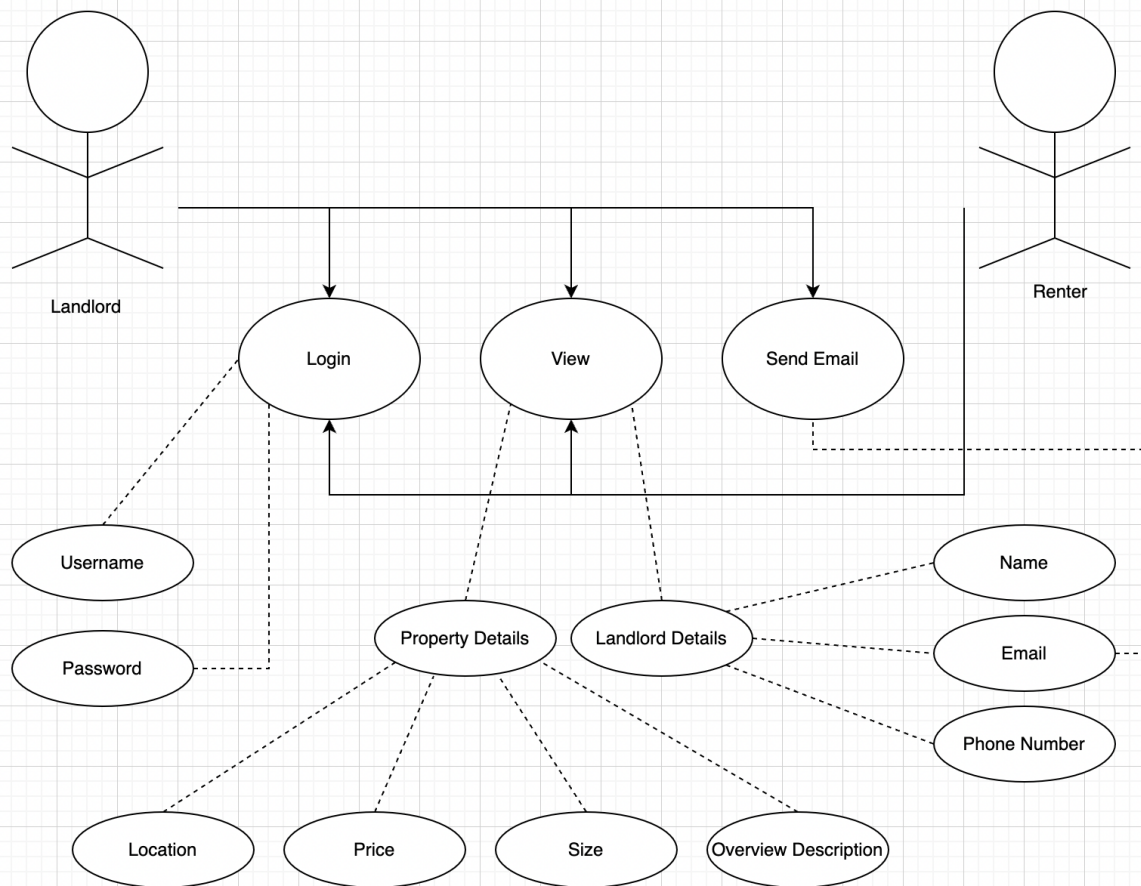 Landlord
Renter
Login
View
Send Email
Username
Password
Property Details
Landlord Details
Name
Email
Phone Number
Location
Price
Size
Overview Description